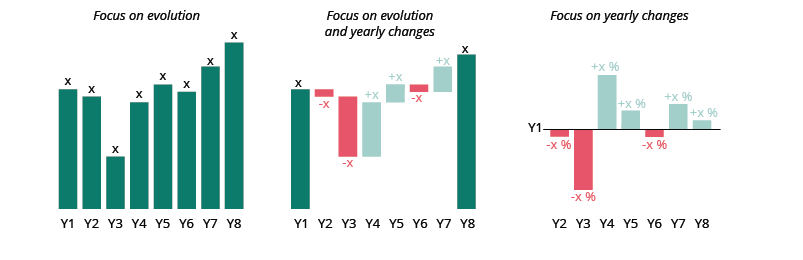 Focus on evolution
x
x
x
x
x
x
x
x
Y1 Y2 Y3 Y4 Y5 Y6 Y7 Y8
Focus on evolution
and yearly changes
x
-x
-x
+x
+x
-x
+x
x
Y1 Y2 Y3 Y4 Y5 Y6 Y7 Y8
Focus on yearly changes
Y1
-x %
-x %
+x %
+x %
-x %
+x %
+x %
Y2 Y3 Y4 Y5 Y6 Y7 Y8